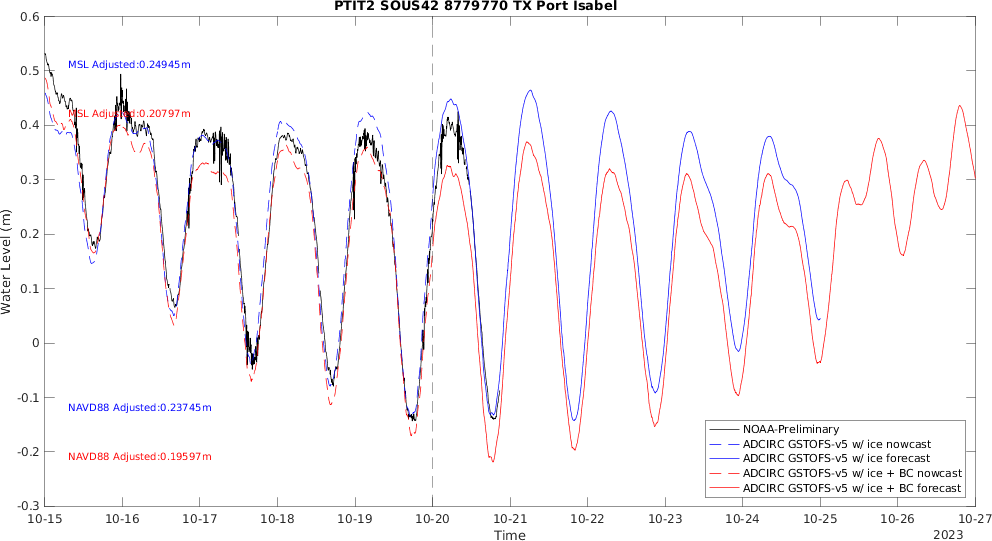 PTIT2 SOUS42 8779770 TX Port Isabel
0.6
0.5
0.4
0.3
0.2
0.1
0
-0.1
-0.2
-0.3
Water Level (m)
MSL Adjusted:0.24945m
MSL Adjusted:0.20797m
NAVD88 Adjusted:0.23745m
NAVD88 Adjusted:0.19597m
NOAA-Preliminary
ADCIRC GSTOFS-v5 w/ ice nowcast
ADCIRC GSTOFS-v5 w/ ice forecast
ADCIRC GSTOFS-v5 w/ ice + BC nowcast
ADCIRC GSTOFS-v5 w/ ice + BC forecast
10-15 10-16 10-17 10-18 10-19 10-20 10-21 10-22 10-23 10-24 10-25 10-26 10-27
Time
2023